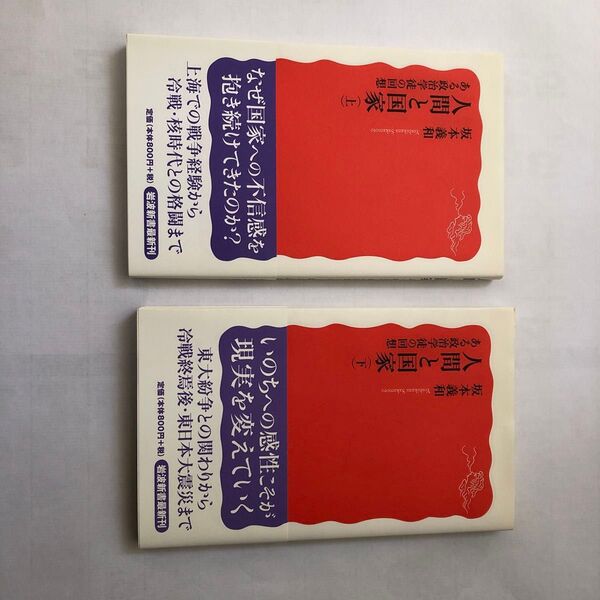 人間と国家(上)
ある政治学徒の回想
坂本義和
Yoshikazu Sakamoto
なぜ国家への不信感を
抱き続けてきたのか?
上海での戦争経験から
冷戦・核時代との格闘まで
定価(本体800円+税)
岩波新書最新刊
人間と国家(下)
ある政治学徒の回想
坂本義和
Yoshikazu Sakamoto
いのちへの感性こそが
現実を変えていく
東大紛争との関わりから
冷戦終焉後・東日本大震災まで
定価(本体800円+税)
岩波新書最新刊